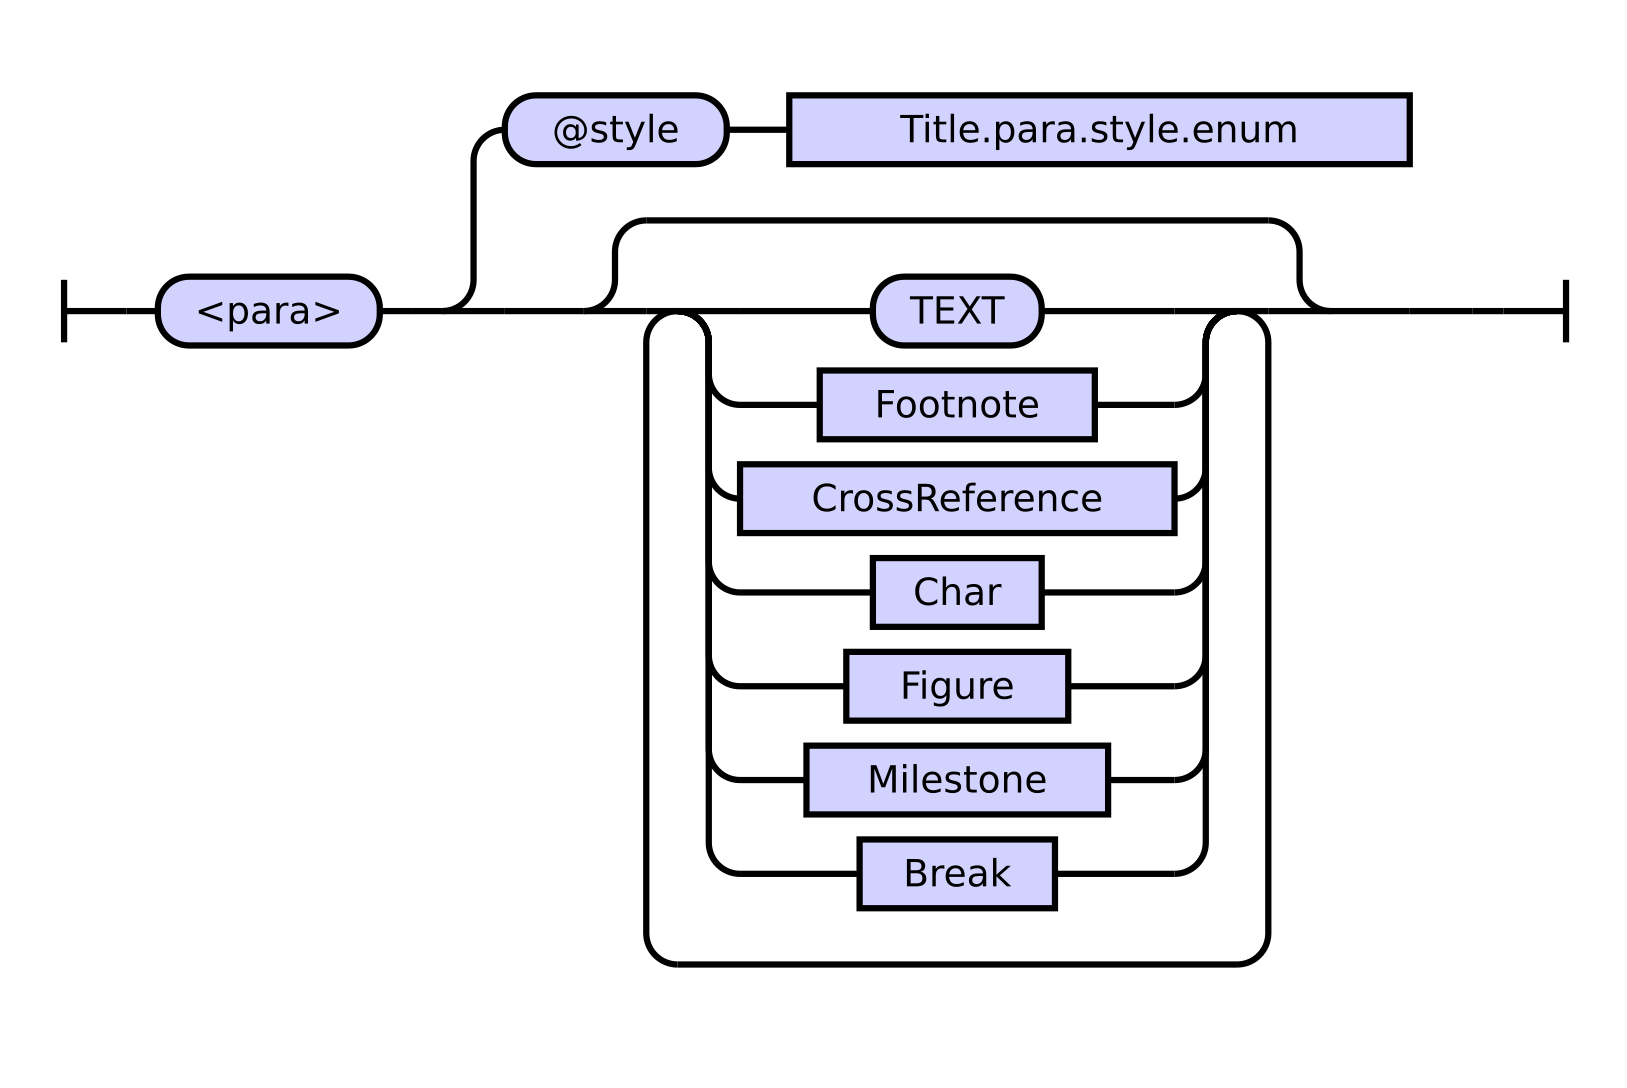 @style
Title.para.style.enum
<para>
TEXT
Footnote
CrossReference
Char
Figure
Milestone
Break